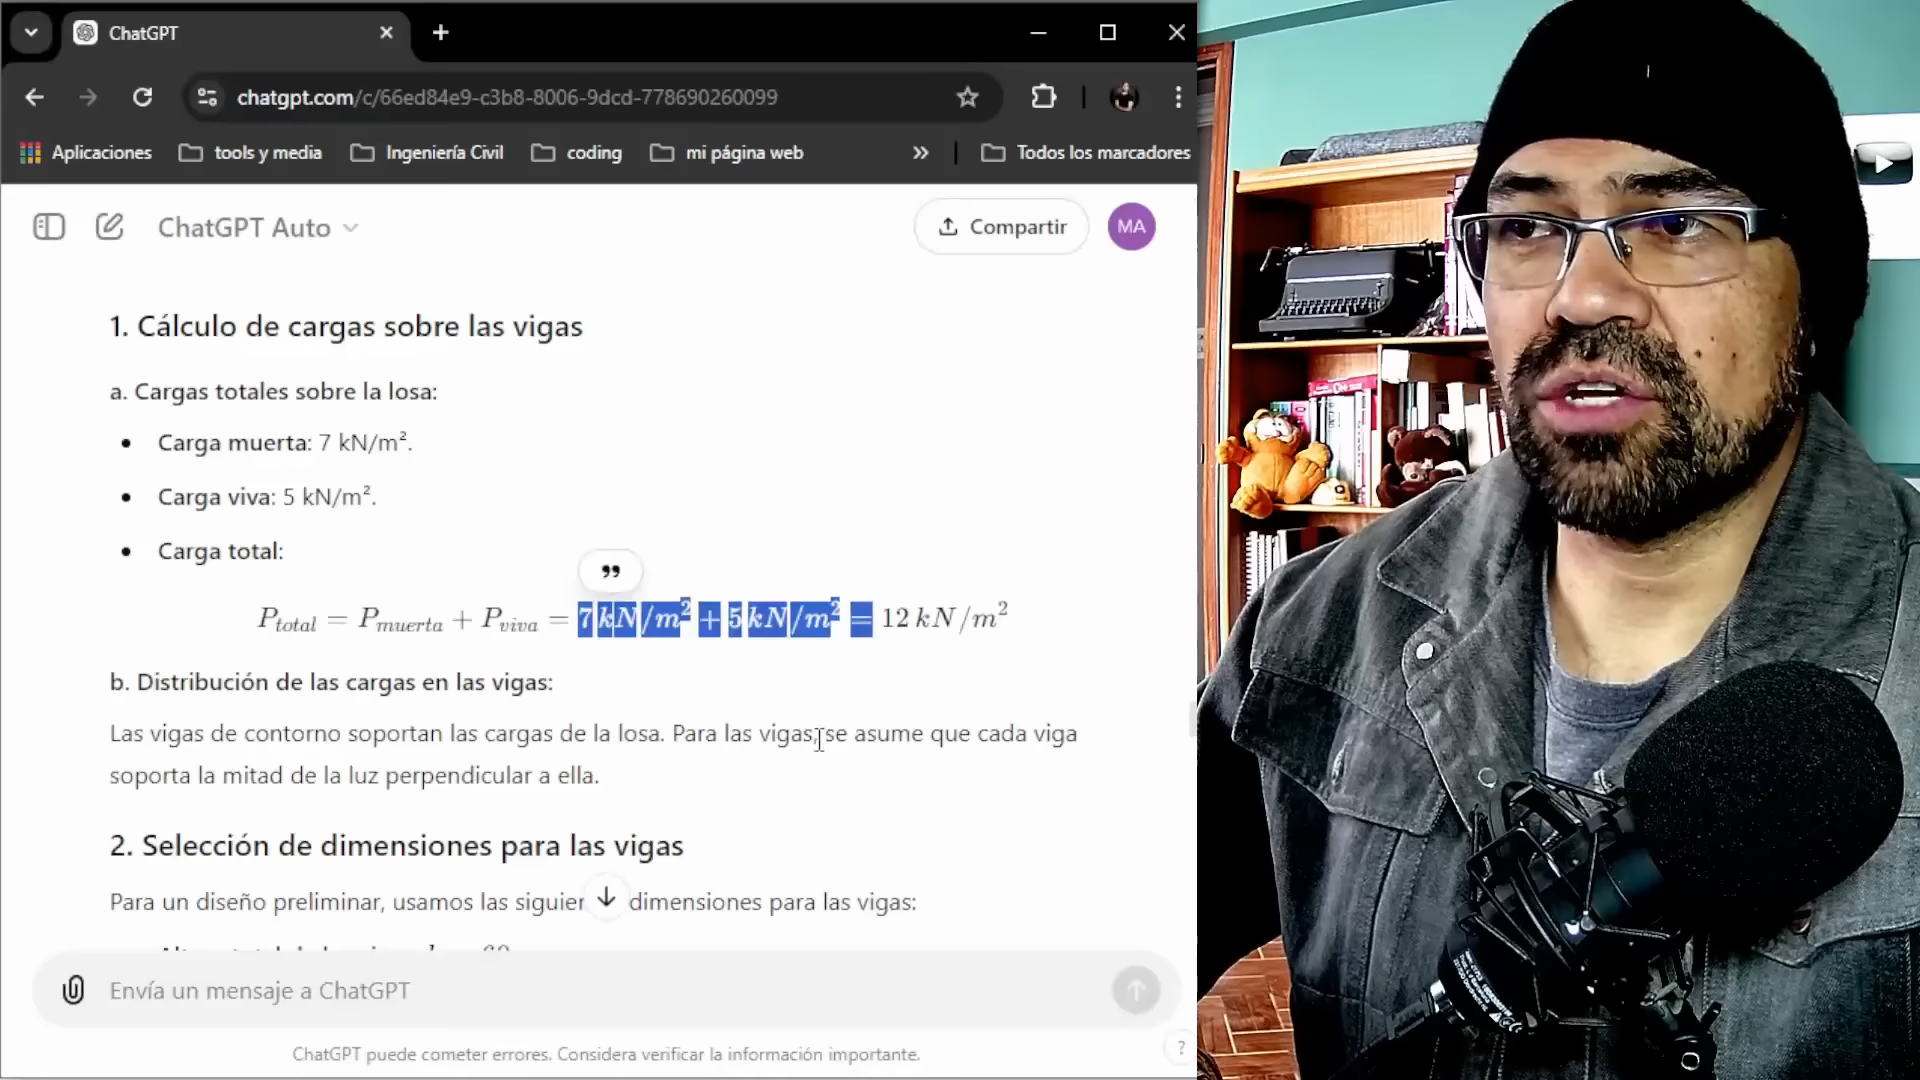 ChatGPT
chatgpt.com/c/66ed84e9-c3b8-8006-9dcd-778690260099
Aplicaciones tools y media Ingeniería Civil coding mi página web » Todos los marcadores
ChatGPT Auto Compartir MA
1. Cálculo de cargas sobre las vigas
a. Cargas totales sobre la losa:
• Carga muerta: 7 kN/m².
• Carga viva: 5 kN/m².
• Carga total:
P_total = P_muerta + P_viva = 7 kN/m² + 5 kN/m² = 12 kN/m²
b. Distribución de las cargas en las vigas:
Las vigas de contorno soportan las cargas de la losa. Para las vigas, se asume que cada viga
soporta la mitad de la luz perpendicular a ella.
2. Selección de dimensiones para las vigas
Para un diseño preliminar, usamos las siguien dimensiones para las vigas:
Envía un mensaje a ChatGPT
ChatGPT puede cometer errores. Considera verificar la información importante.
?